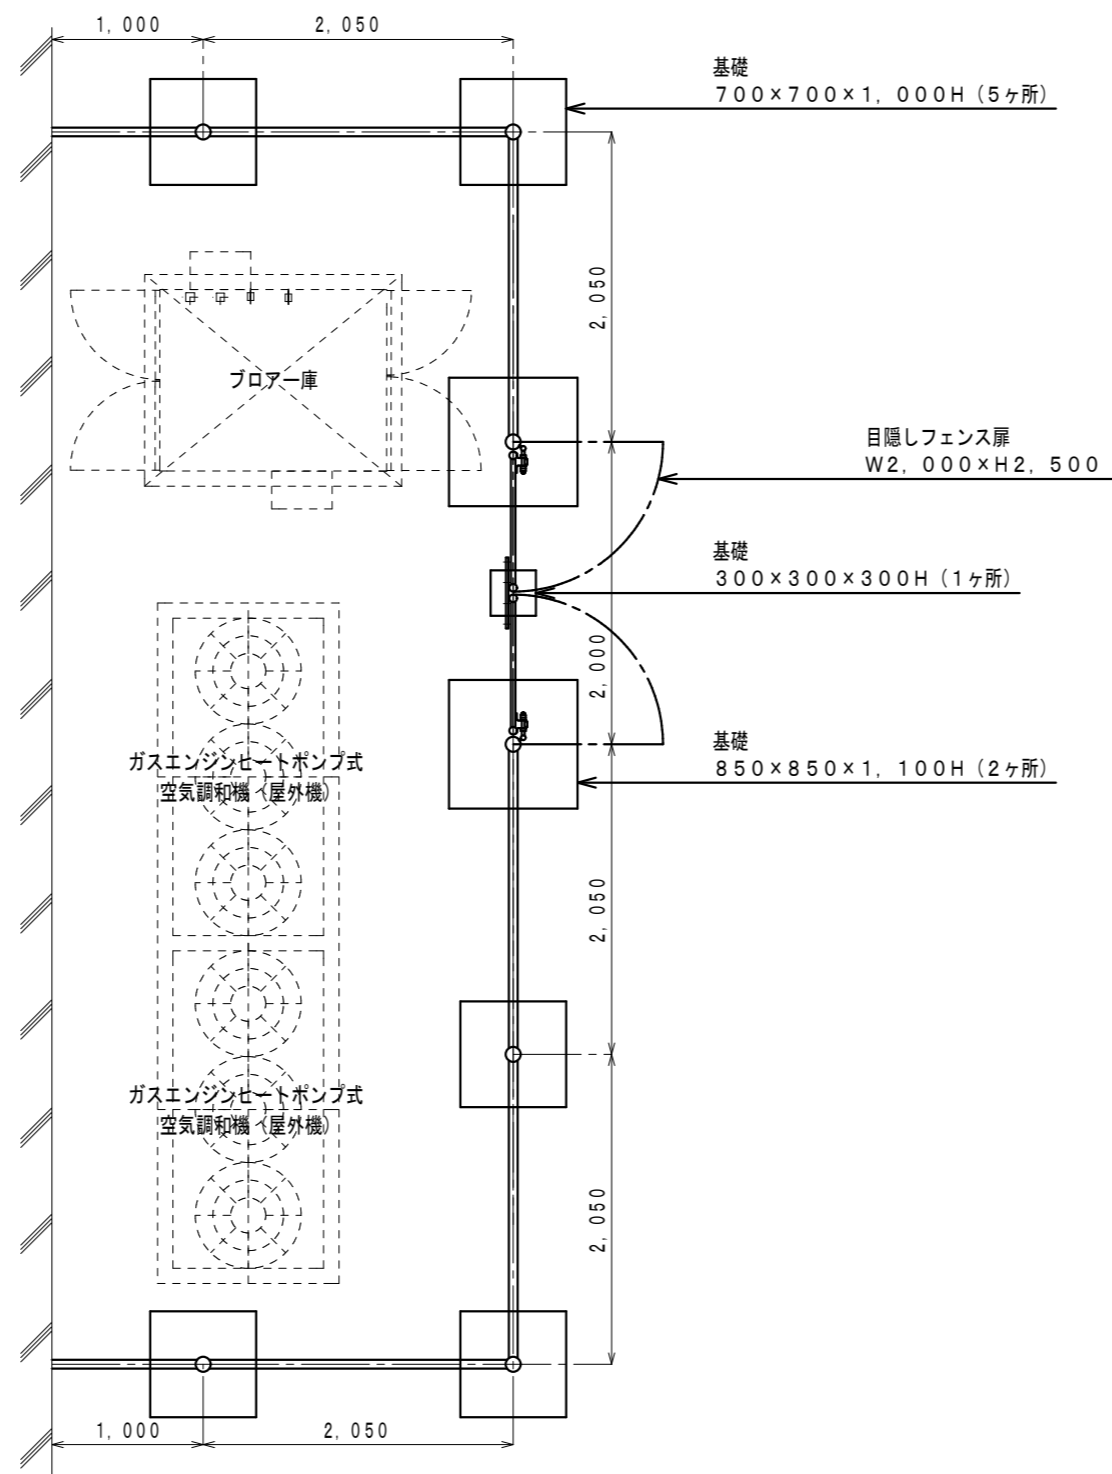 1,000
2,050
基礎
700×700×1,000H(5ヶ所)
2,050
ブロアー庫
目隠しフェンス扉
W2,000×H2,500
基礎
300×300×300H(1ヶ所)
2,000
基礎
850×850×1,100H(2ヶ所)
ガスエンジンヒートポンプ式
空気調和機(屋外機)
2,050
ガスエンジンヒートポンプ式
空気調和機(屋外機)
2,050
1,000
2,050